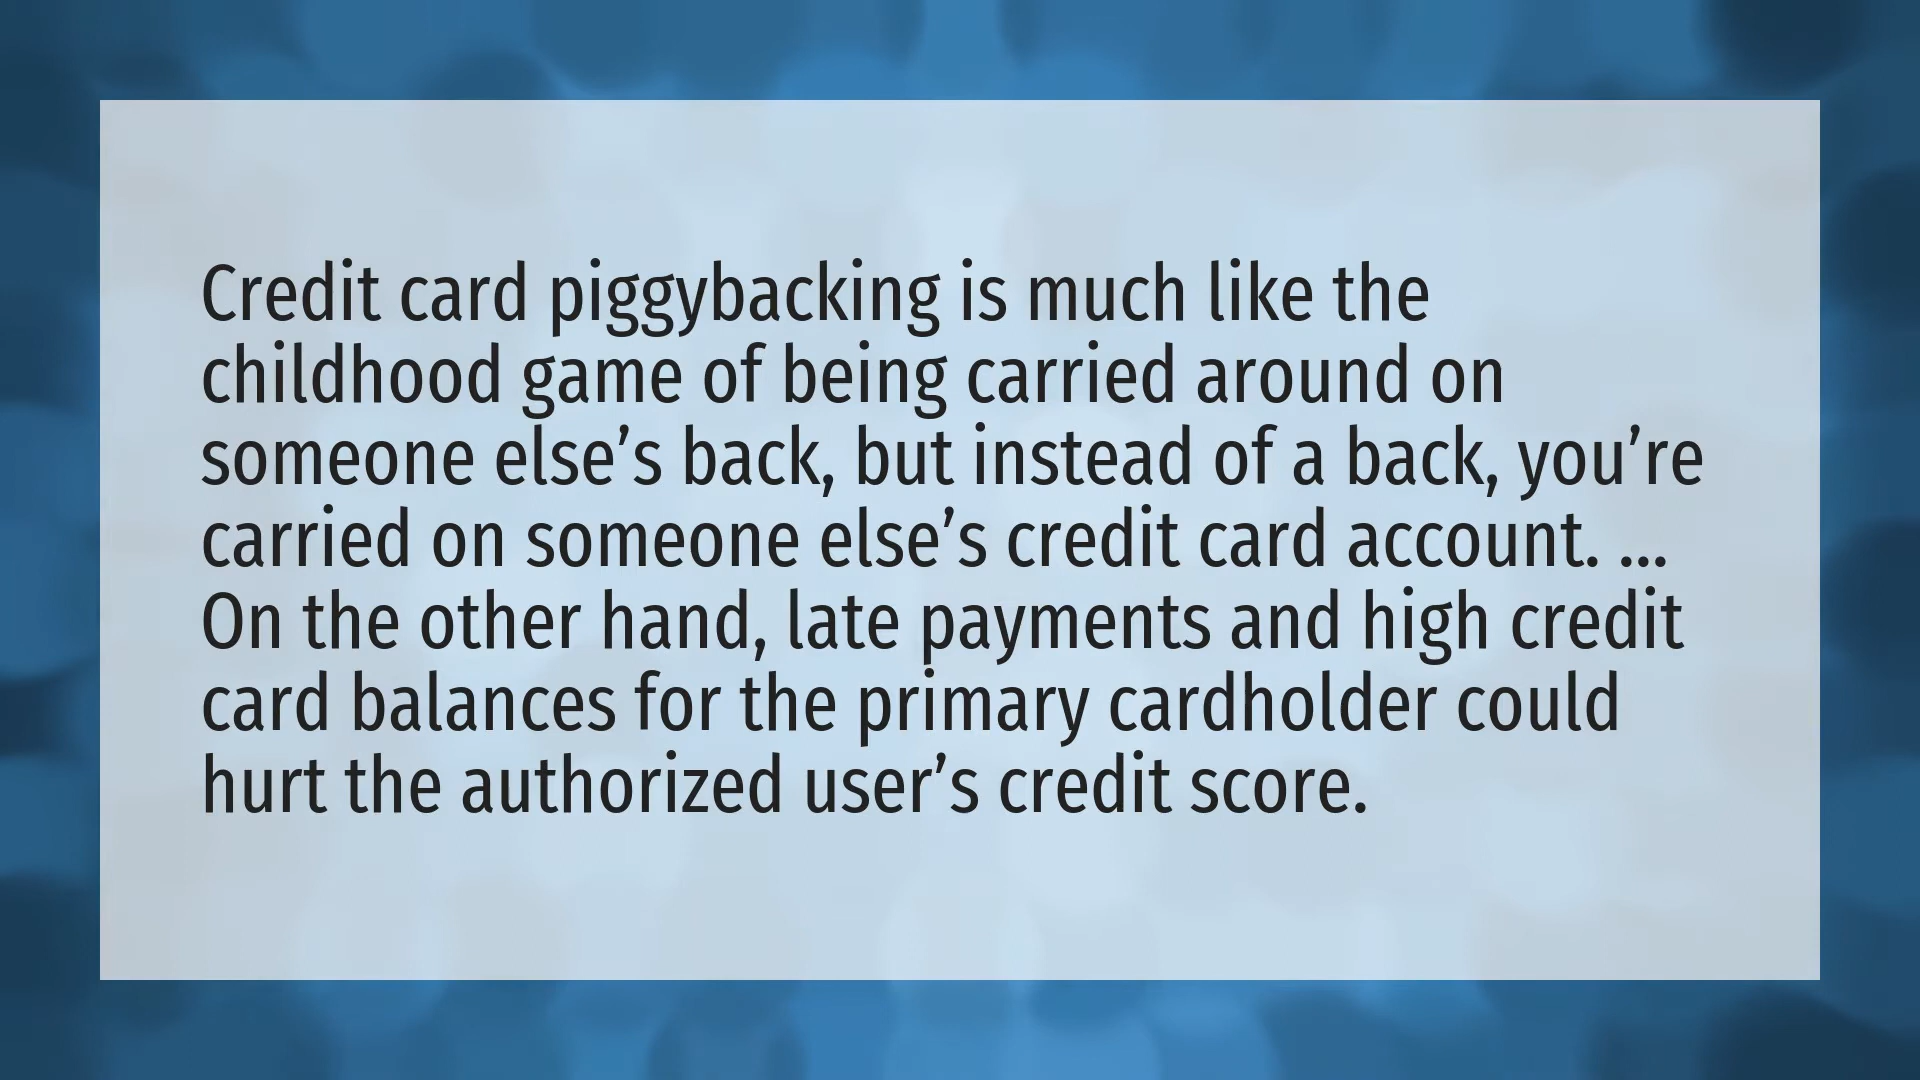 Credit card piggybacking is much like the
childhood game of being carried around on
someone else’s back, but instead of a back, you’re
carried on someone else’s credit card account. ...
On the other hand, late payments and high credit
card balances for the primary cardholder could
hurt the authorized user’s credit score.